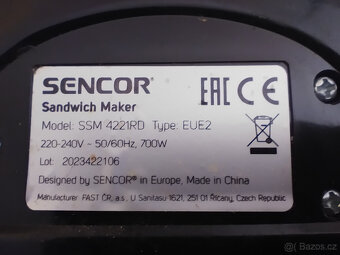 SENCOR®
EAC CE
Sandwich Maker
Model: SSM 4221RD Type: EUE2
220-240V ~ 50/60Hz, 700W
Lot: 2023422106
Designed by SENCOR® in Europe, Made in China
Manufacturer FAST ČR, a.s., U Sanitasu 1621, 251 01 Říčany, Czech Republic
bazos.cz